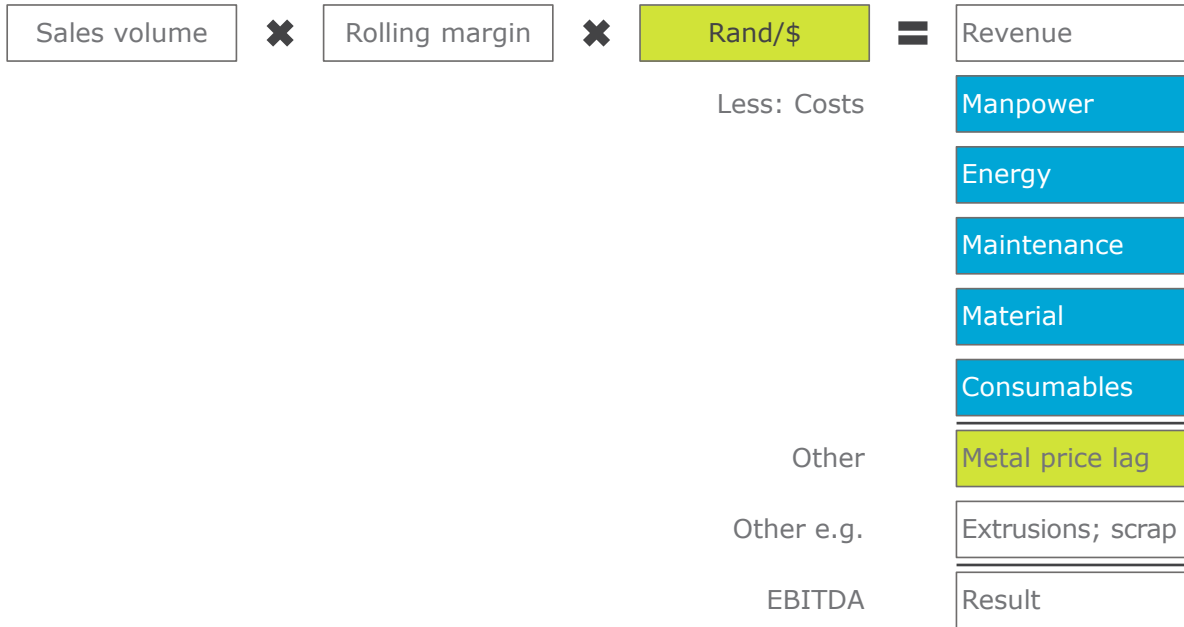 Sales volume ✖ Rolling margin ✖ Rand/$ = Revenue
Less: Costs Manpower
Energy
Maintenance
Material
Consumables
Other Metal price lag
Other e.g. Extrusions; scrap
EBITDA Result